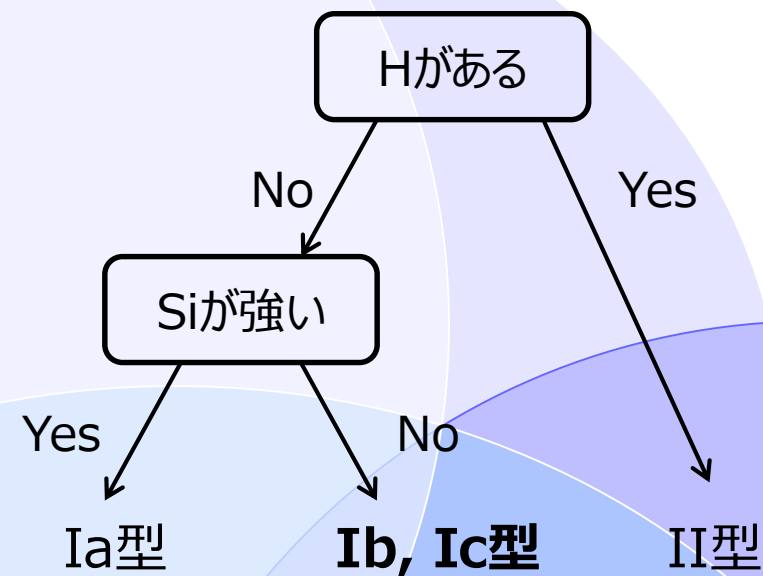 Hがある
No
Yes
Siが強い
Yes
No
Ia型
Ib, Ic型
II型